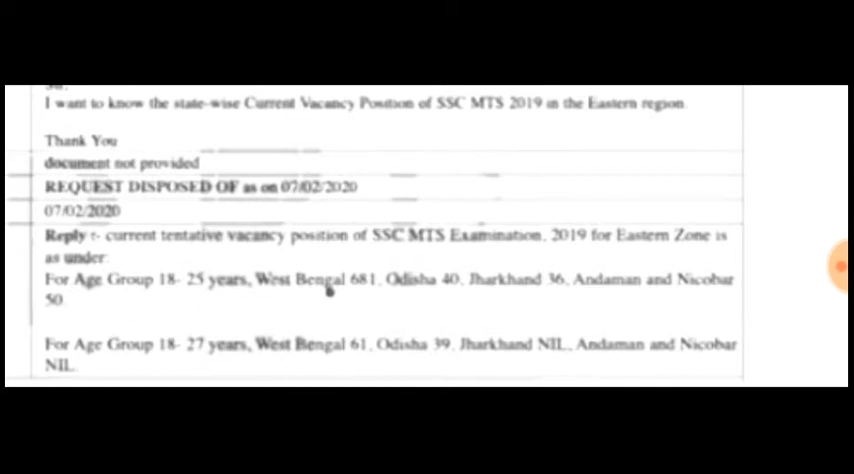 I want to know the state-wise Current Vacancy Position of SSC MTS 2019 in the Eastern region.
Thank You
document not provided
REQUEST DISPOSED OF as on 07/02/2020
07/02/2020
Reply :- current tentative vacancy position of SSC MTS Examination, 2019 for Eastern Zone is
as under:
For Age Group 18- 25 years, West Bengal 681, Odisha 40, Jharkhand 36, Andaman and Nicobar
50
For Age Group 18- 27 years, West Bengal 61, Odisha 39, Jharkhand NIL, Andaman and Nicobar
NIL.